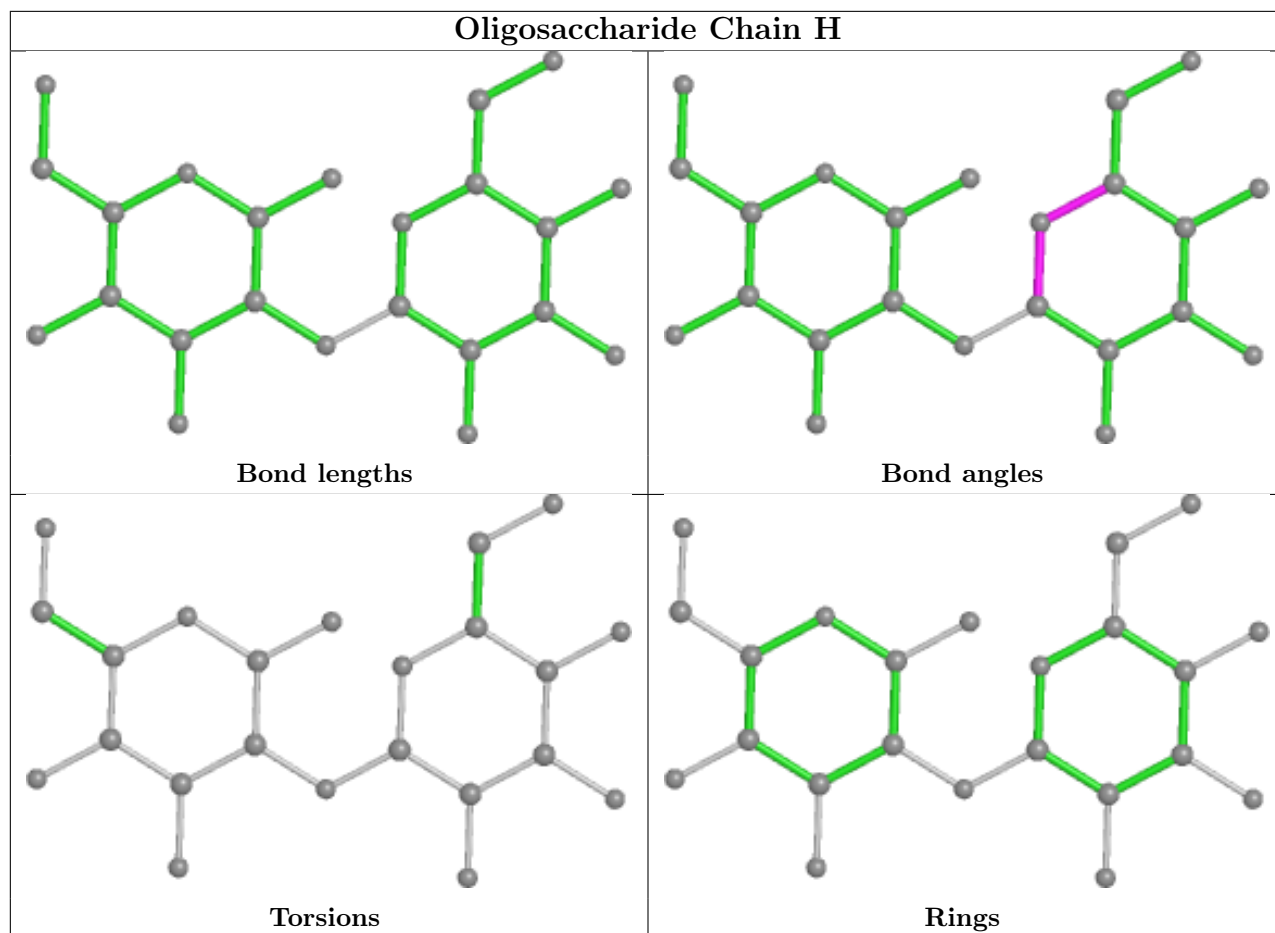 Oligosaccharide Chain H
Bond lengths
Bond angles
Torsions
Rings